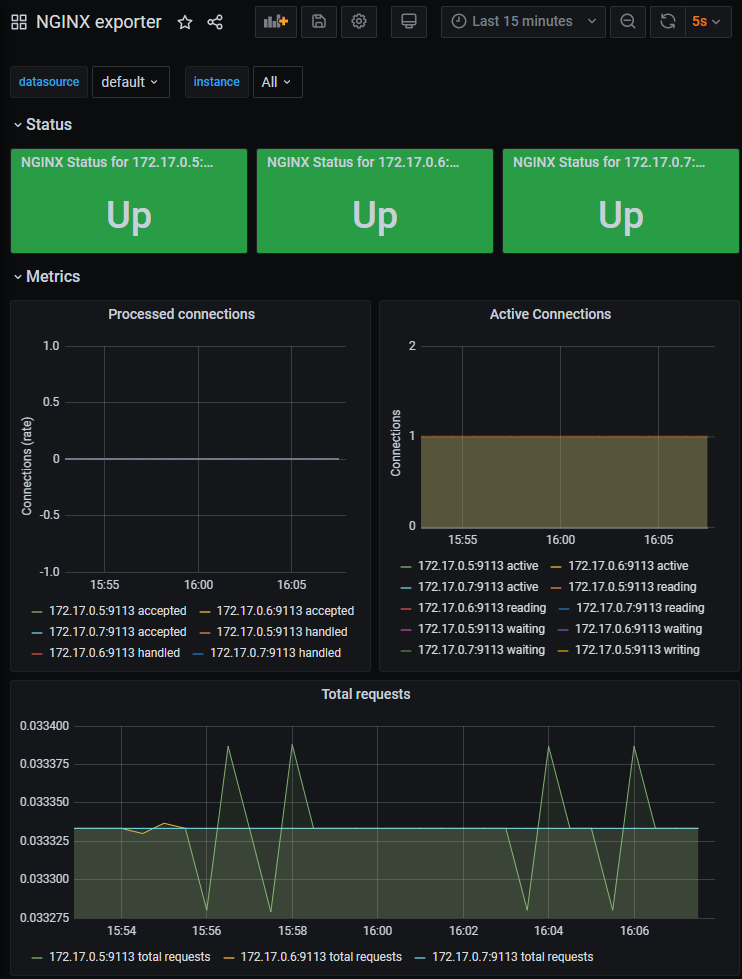 NGINX exporter
Last 15 minutes
5s
datasource default instance All
Status
NGINX Status for 172.17.0.5:... NGINX Status for 172.17.0.6:... NGINX Status for 172.17.0.7:...
Up Up Up
Metrics
Processed connections
Connections (rate)
1.0
0.5
0
-0.5
-1.0
15:55 16:00 16:05
172.17.0.5:9113 accepted 172.17.0.6:9113 accepted
172.17.0.7:9113 accepted 172.17.0.5:9113 handled
172.17.0.6:9113 handled 172.17.0.7:9113 handled
Active Connections
Connections
2
1
0
15:55 16:00 16:05
172.17.0.5:9113 active 172.17.0.6:9113 active
172.17.0.7:9113 active 172.17.0.5:9113 reading
172.17.0.6:9113 reading 172.17.0.7:9113 reading
172.17.0.5:9113 waiting 172.17.0.6:9113 waiting
172.17.0.7:9113 waiting 172.17.0.5:9113 writing
Total requests
0.033400
0.033375
0.033350
0.033325
0.033300
0.033275
15:54 15:56 15:58 16:00 16:02 16:04 16:06
172.17.0.5:9113 total requests 172.17.0.6:9113 total requests 172.17.0.7:9113 total requests